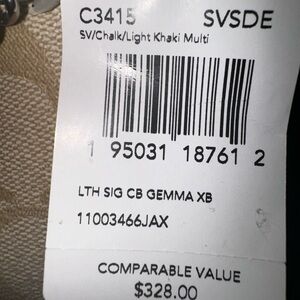 C3415 SVSDE
SV/Chalk/Light Khaki Multi
1 95031 18761 2
LTH SIG CB GEMMA XB
11003466JAX
COMPARABLE VALUE
$328.00